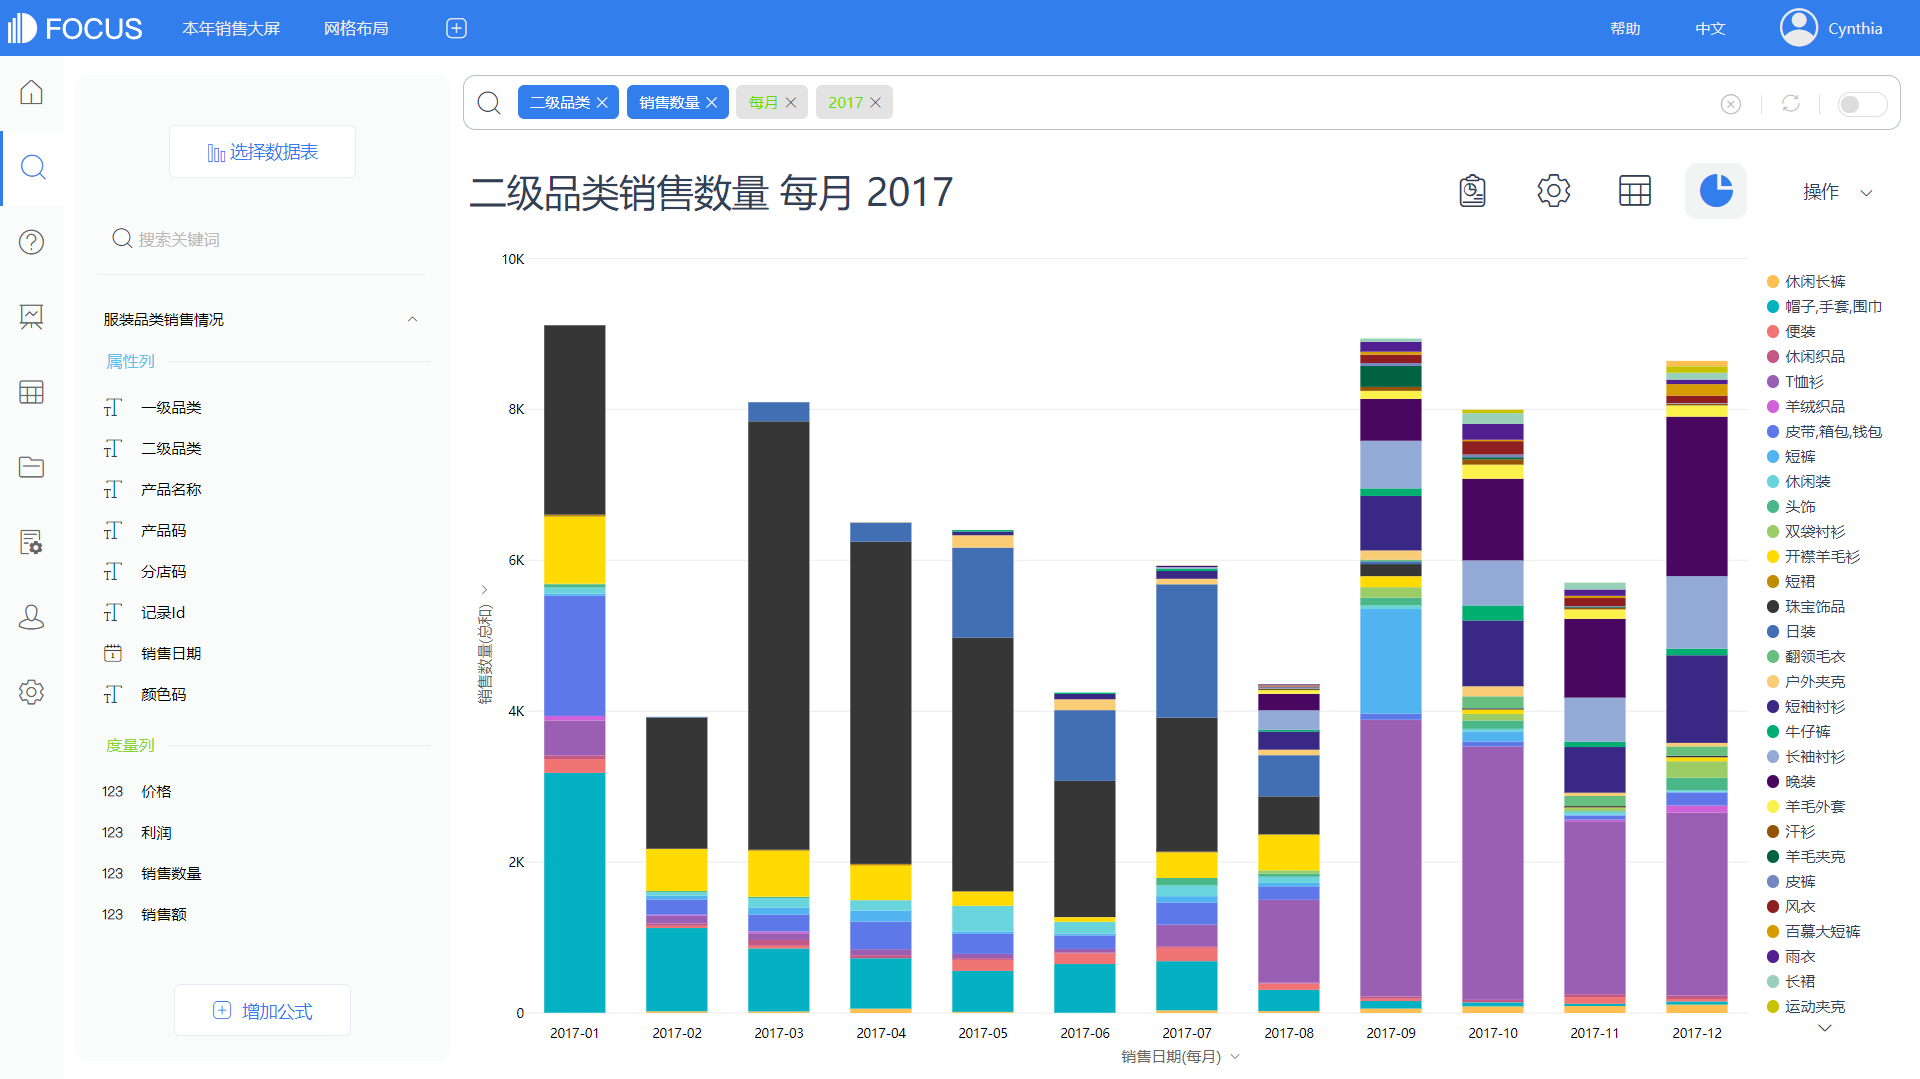 FOCUS 本年销售大屏 网格布局 帮助 中文 Cynthia
二级品类 销售数量 每月 2017
选择数据表
搜索关键词
服装品类销售情况
属性列
一级品类
二级品类
产品名称
产品码
分店码
记录Id
销售日期
颜色码
度量列
123 价格
123 利润
123 销售数量
123 销售额
增加公式
二级品类销售数量 每月 2017
操作
10K
8K
6K
4K
2K
0
销售数量(总和)
2017-01 2017-02 2017-03 2017-04 2017-05 2017-06 2017-07 2017-08 2017-09 2017-10 2017-11 2017-12
销售日期(每月)
休闲长裤
帽子,手套,围巾
便装
休闲织品
T恤衫
羊绒织品
皮带,箱包,钱包
短裤
休闲装
头饰
双袋衬衫
开襟羊毛衫
短裙
珠宝饰品
日装
翻领毛衣
户外夹克
短袖衬衫
牛仔裤
长袖衬衫
晚装
羊毛外套
汗衫
羊毛夹克
皮裤
风衣
百慕大短裤
雨衣
长裙
运动夹克